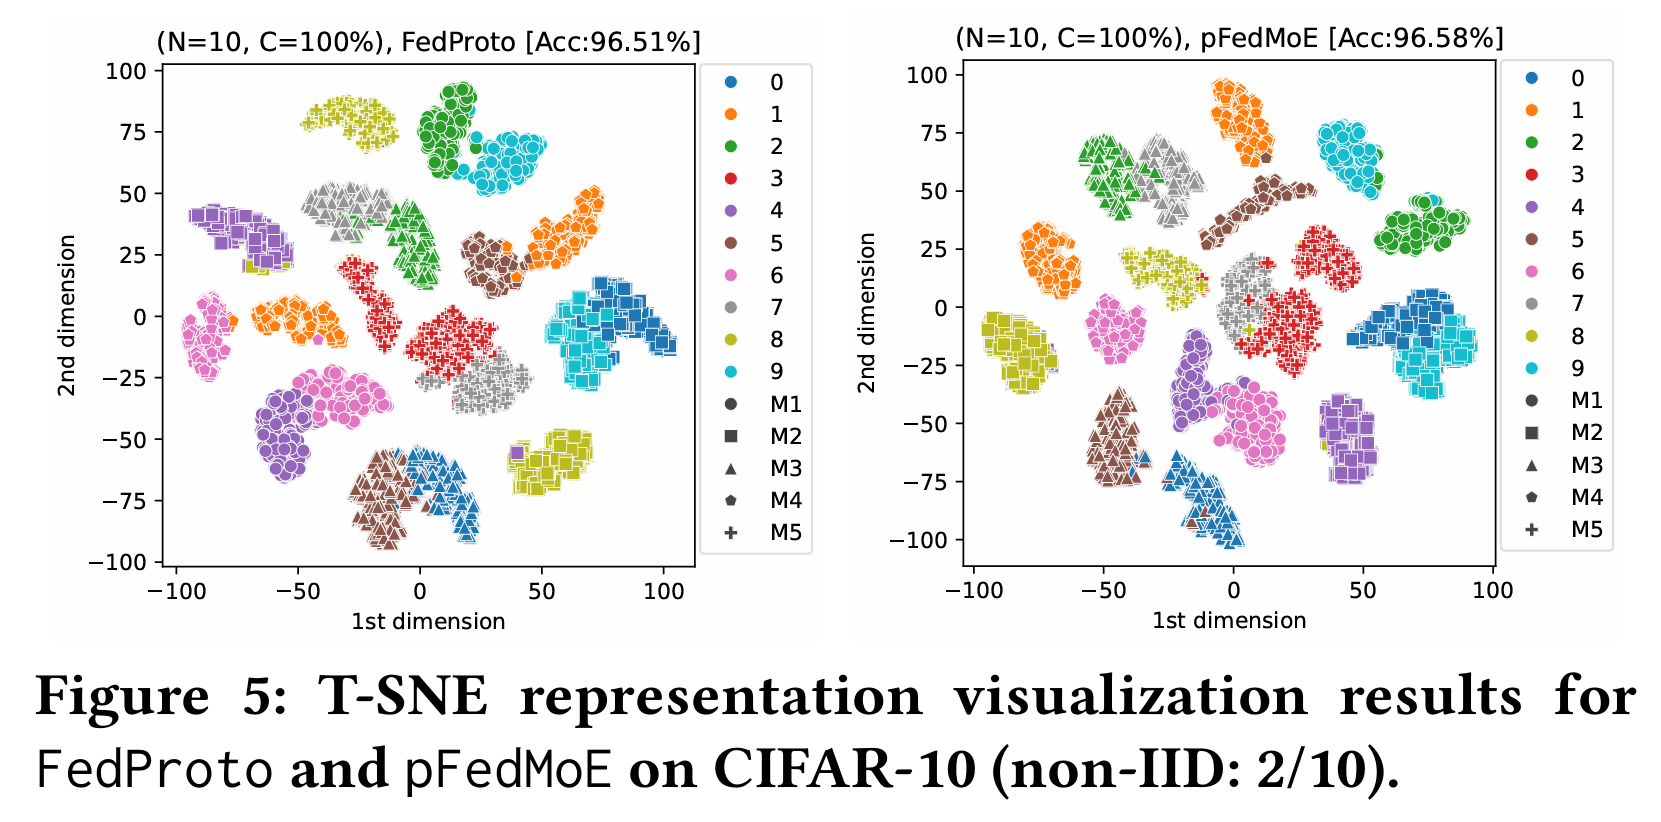 (N=10, C=100%), FedProto [Acc:96.51%]
100
75
50
25
0
−25
−50
−75
−100
2nd dimension
−100 −50 0 50 100
1st dimension
0
1
2
3
4
5
6
7
8
9
M1
M2
M3
M4
M5
(N=10, C=100%), pFedMoE [Acc:96.58%]
100
75
50
25
0
−25
−50
−75
−100
2nd dimension
−100 −50 0 50 100
1st dimension
0
1
2
3
4
5
6
7
8
9
M1
M2
M3
M4
M5
Figure 5: T-SNE representation visualization results for
FedProto and pFedMoE on CIFAR-10 (non-IID: 2/10).